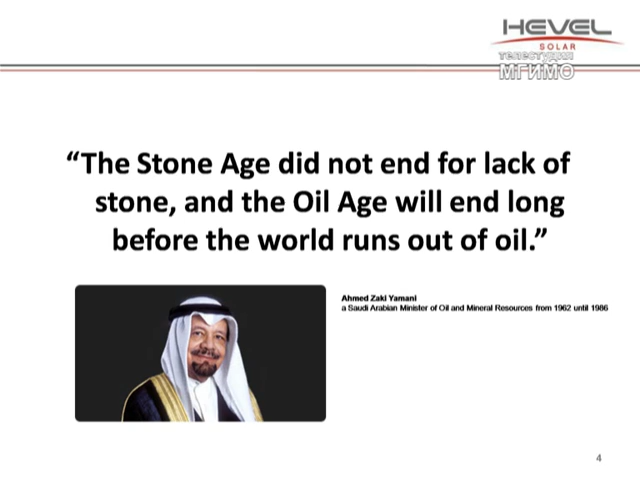 HEVEL
SOLAR
телестудия
МГИМО
“The Stone Age did not end for lack of
stone, and the Oil Age will end long
before the world runs out of oil.”
Ahmed Zaki Yamani
a Saudi Arabian Minister of Oil and Mineral Resources from 1962 until 1986
4